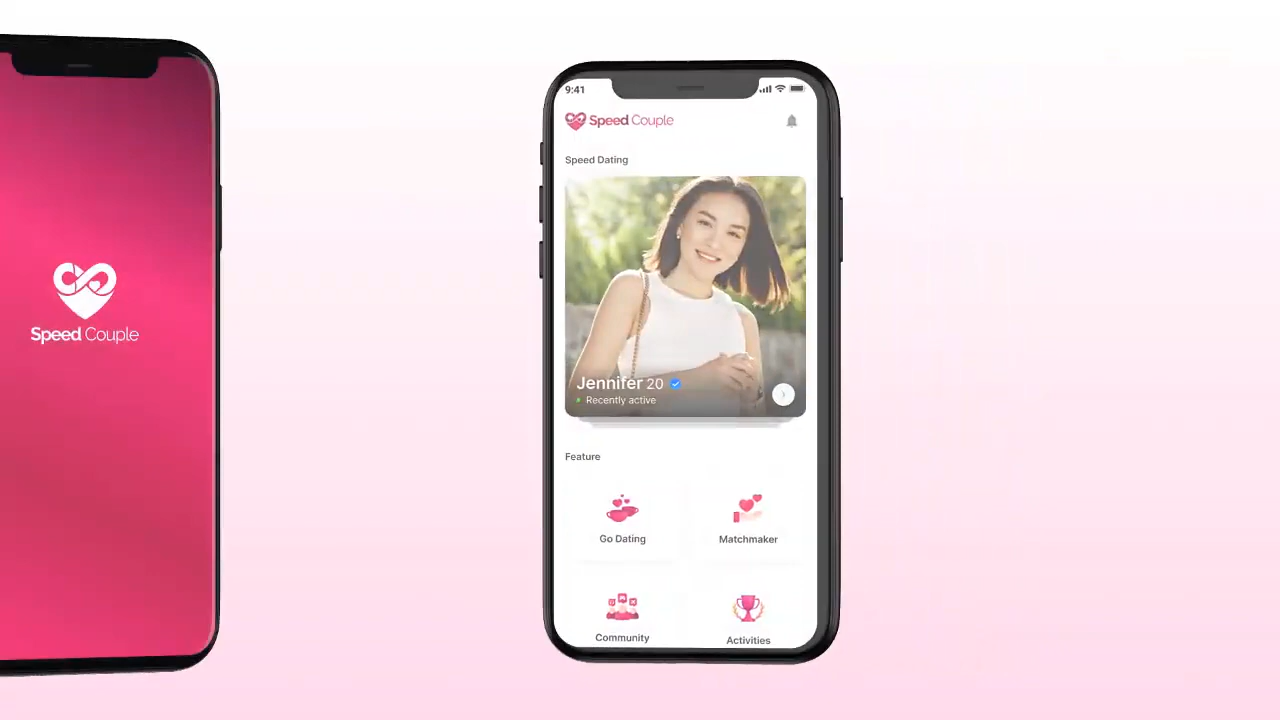 Speed Couple
9:41
Speed Couple
Speed Dating
Jennifer 20
Recently active
Feature
Go Dating
Matchmaker
Community
Activities